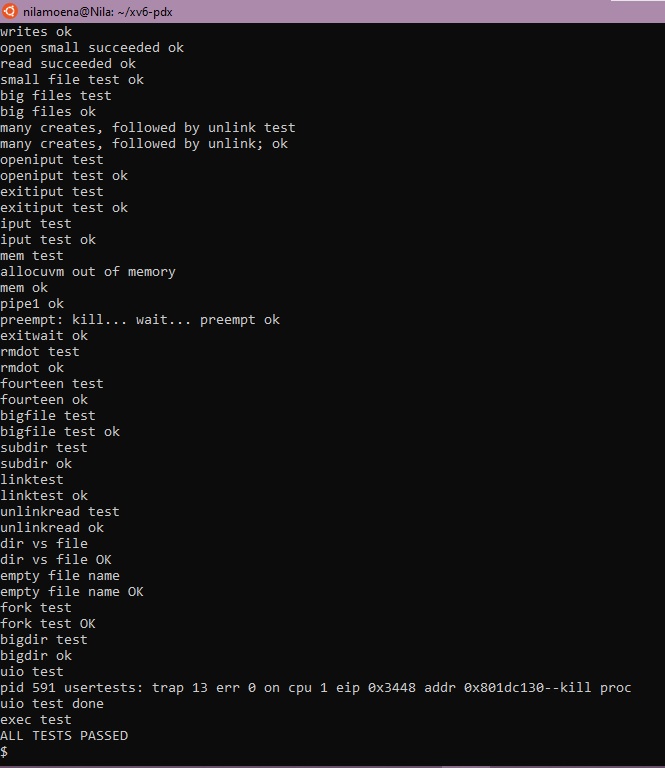 nilamoena@Nila: ~/xv6-pdx
writes ok
open small succeeded ok
read succeeded ok
small file test ok
big files test
big files ok
many creates, followed by unlink test
many creates, followed by unlink; ok
openiput test
openiput test ok
exitiput test
exitiput test ok
iput test
iput test ok
mem test
allocuvm out of memory
mem ok
pipe1 ok
preempt: kill... wait... preempt ok
exitwait ok
rmdot test
rmdot ok
fourteen test
fourteen ok
bigfile test
bigfile test ok
subdir test
subdir ok
linktest
linktest ok
unlinkread test
unlinkread ok
dir vs file
dir vs file OK
empty file name
empty file name OK
fork test
fork test OK
bigdir test
bigdir ok
uio test
pid 591 usertests: trap 13 err 0 on cpu 1 eip 0x3448 addr 0x801dc130--kill proc
uio test done
exec test
ALL TESTS PASSED
$